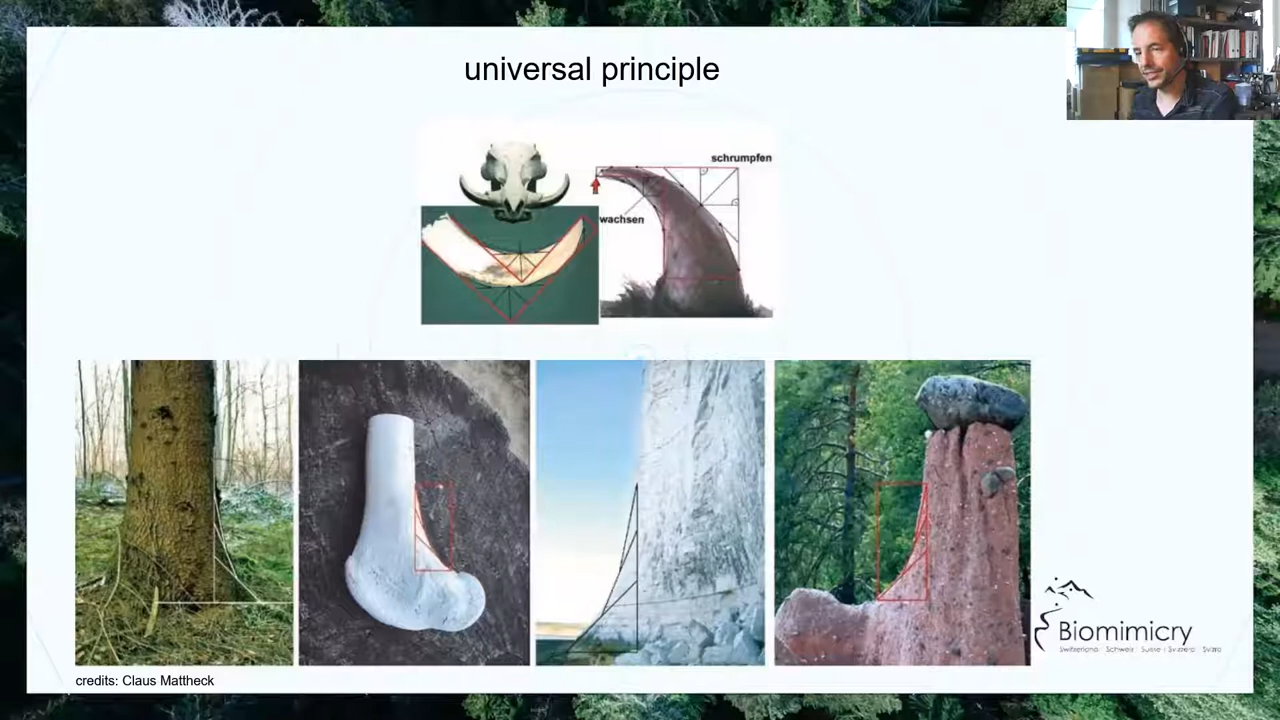 universal principle
schrumpfen
wachsen
Biomimicry
Switzerland Schweiz Suisse Svizzera Svizra
credits: Claus Mattheck